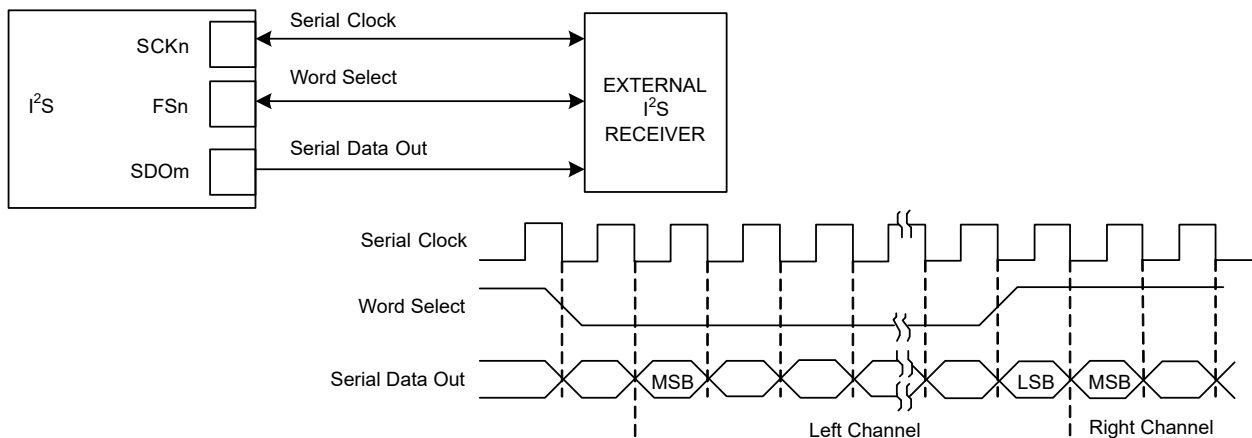 Serial Clock
SCKn
Word Select
I²S
FSn
EXTERNAL
I²S
RECEIVER
Serial Data Out
SDOm
Serial Clock
Word Select
Serial Data Out
MSB
LSB
MSB
Left Channel
Right Channel